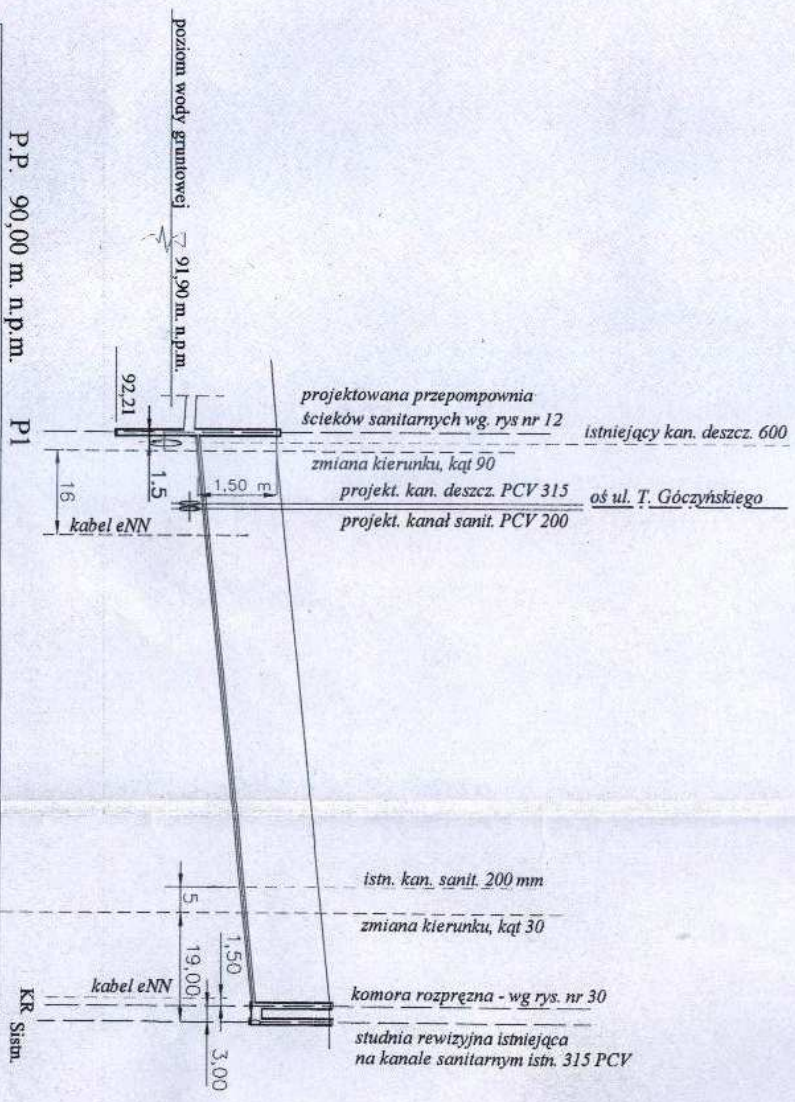 poziom wody gruntowej
91,90 m. n.p.m.
P.P. 90,00 m. n.p.m.
P1
92,21
1,5
16
1,50 m
projektowana przepompownia
ścieków sanitarnych wg. rys nr 12
istniejący kan. deszcz. 600
zmiana kierunku, kąt 90
projekt. kan. deszcz. PCV 315
oś ul. T. Góczyńskiego
projekt. kanał sanit. PCV 200
kabel eNN
istn. kan. sanit. 200 mm
5
zmiana kierunku, kąt 30
19,00
1,50
kabel eNN
komora rozprężna - wg rys. nr 30
studnia rewizyjna istniejąca
na kanale sanitarnym istn. 315 PCV
3,00
KR
Sistn.